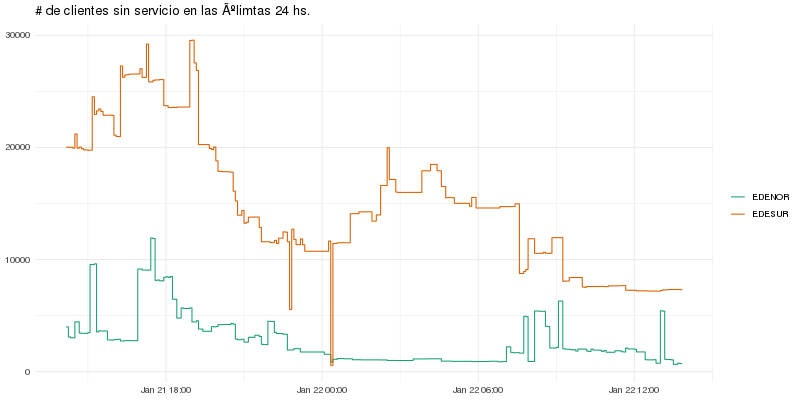 # de clientes sin servicio en las Ãºlimtas 24 hs.
30000
20000
10000
0
Jan 21 18:00
Jan 22 00:00
Jan 22 06:00
Jan 22 12:00
EDENOR
EDESUR